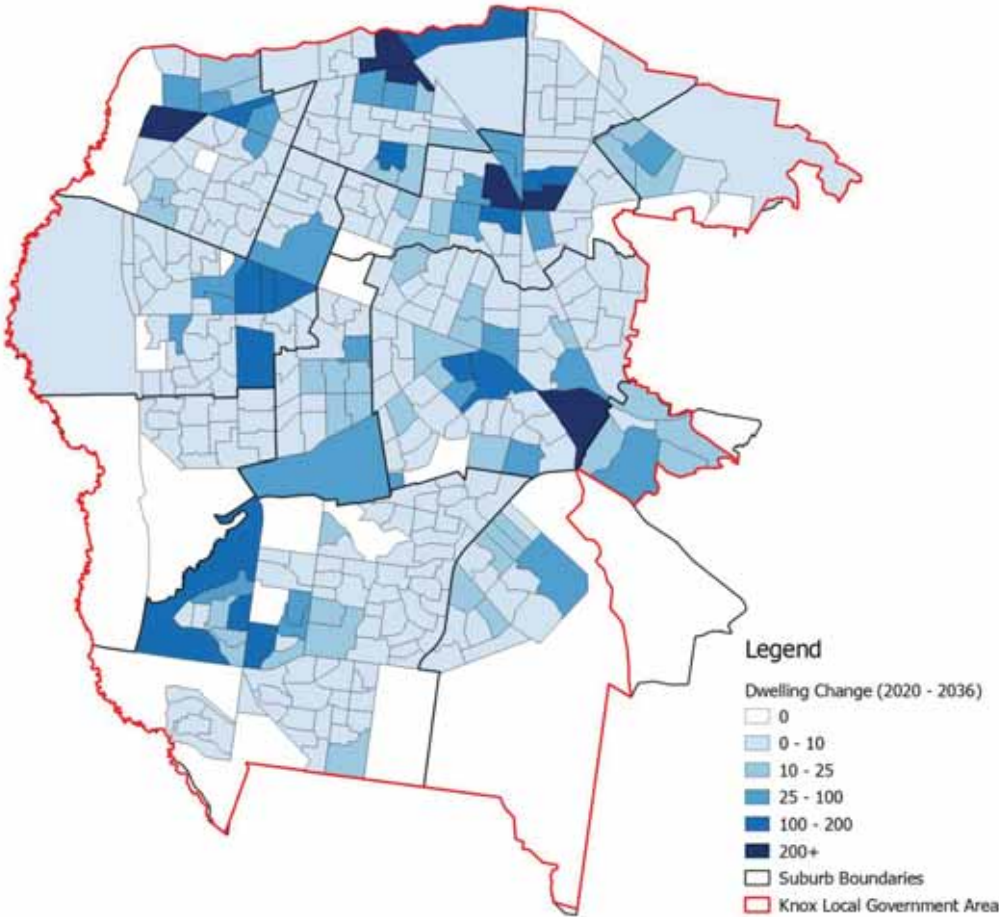 Legend
Dwelling Change (2020 - 2036)
0
0 - 10
10 - 25
25 - 100
100 - 200
200+
Suburb Boundaries
Knox Local Government Area